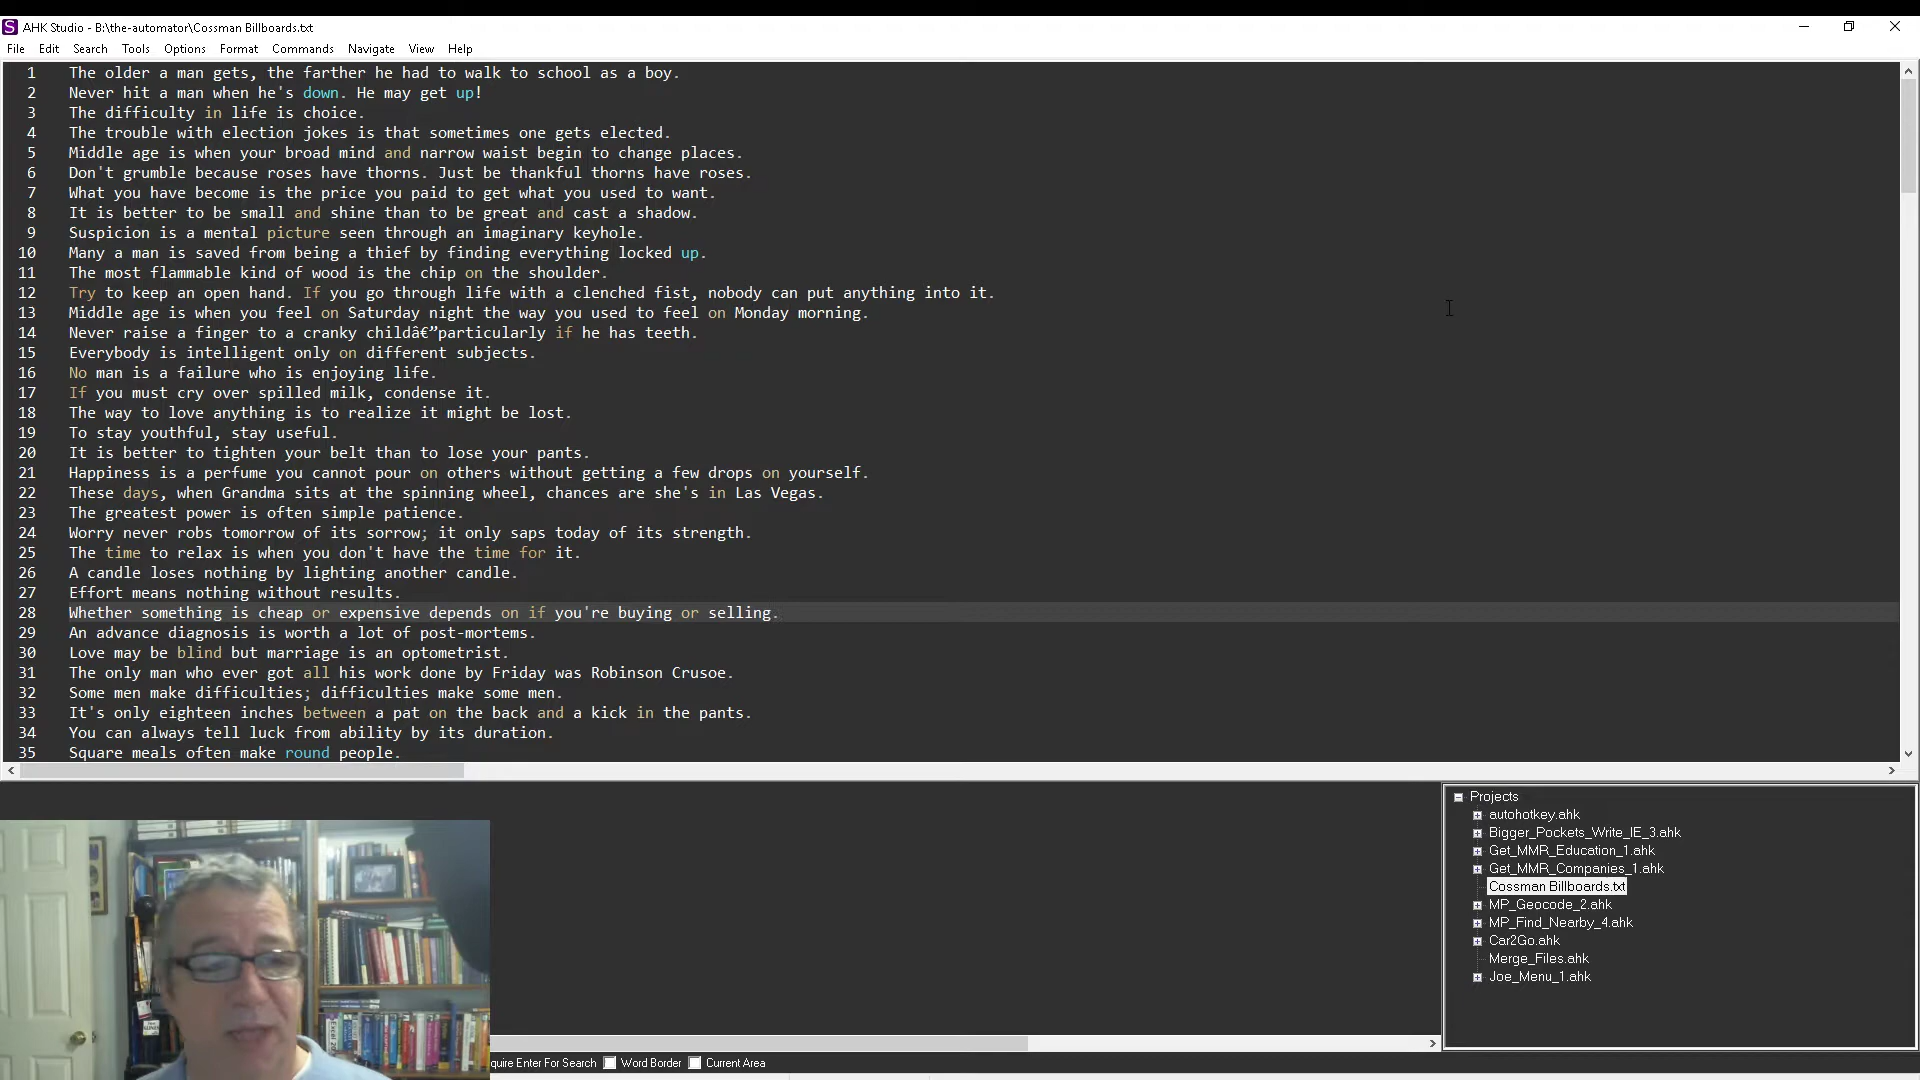 AHK Studio - B:\the-automator\Cossman Billboards.txt
File Edit Search Tools Options Format Commands Navigate View Help
1 The older a man gets, the farther he had to walk to school as a boy.
2 Never hit a man when he's down. He may get up!
3 The difficulty in life is choice.
4 The trouble with election jokes is that sometimes one gets elected.
5 Middle age is when your broad mind and narrow waist begin to change places.
6 Don't grumble because roses have thorns. Just be thankful thorns have roses.
7 What you have become is the price you paid to get what you used to want.
8 It is better to be small and shine than to be great and cast a shadow.
9 Suspicion is a mental picture seen through an imaginary keyhole.
10 Many a man is saved from being a thief by finding everything locked up.
11 The most flammable kind of wood is the chip on the shoulder.
12 Try to keep an open hand. If you go through life with a clenched fist, nobody can put anything into it.
13 Middle age is when you feel on Saturday night the way you used to feel on Monday morning.
14 Never raise a finger to a cranky childâ€”particularly if he has teeth.
15 Everybody is intelligent only on different subjects.
16 No man is a failure who is enjoying life.
17 If you must cry over spilled milk, condense it.
18 The way to love anything is to realize it might be lost.
19 To stay youthful, stay useful.
20 It is better to tighten your belt than to lose your pants.
21 Happiness is a perfume you cannot pour on others without getting a few drops on yourself.
22 These days, when Grandma sits at the spinning wheel, chances are she's in Las Vegas.
23 The greatest power is often simple patience.
24 Worry never robs tomorrow of its sorrow; it only saps today of its strength.
25 The time to relax is when you don't have the time for it.
26 A candle loses nothing by lighting another candle.
27 Effort means nothing without results.
28 Whether something is cheap or expensive depends on if you're buying or selling.
29 An advance diagnosis is worth a lot of post-mortems.
30 Love may be blind but marriage is an optometrist.
31 The only man who ever got all his work done by Friday was Robinson Crusoe.
32 Some men make difficulties; difficulties make some men.
33 It's only eighteen inches between a pat on the back and a kick in the pants.
34 You can always tell luck from ability by its duration.
35 Square meals often make round people.
Projects
autohotkey.ahk
Bigger_Pockets_Write_IE_3.ahk
Get_MMR_Education_1.ahk
Get_MMR_Companies_1.ahk
Cossman Billboards.txt
MP_Geocode_2.ahk
MP_Find_Nearby_4.ahk
Car2Go.ahk
Merge_Files.ahk
Joe_Menu_1.ahk
quire Enter For Search Word Border Current Area